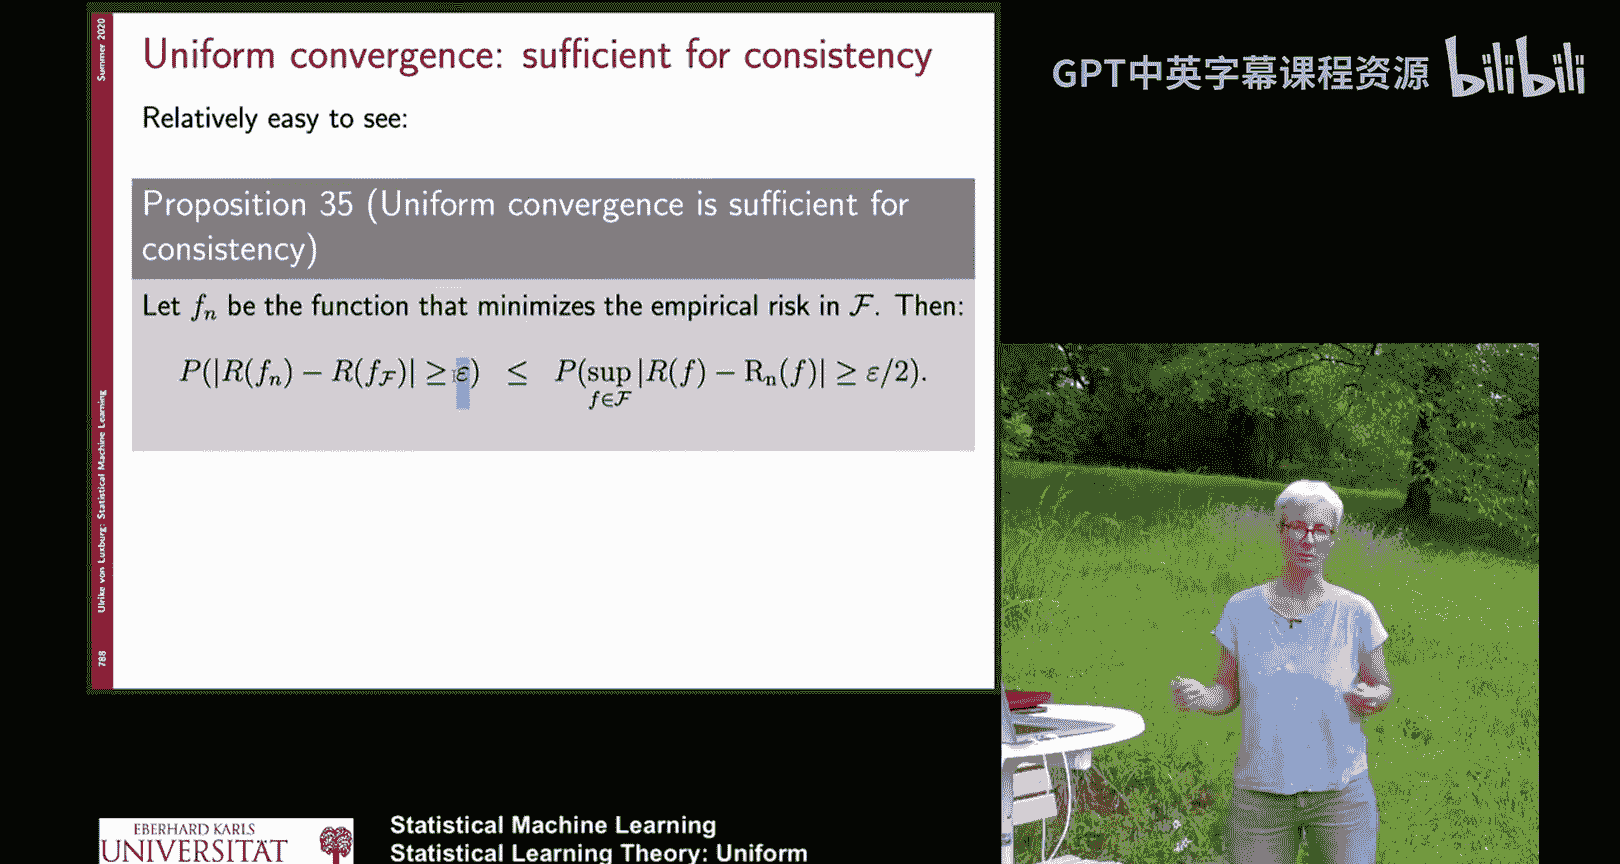 Uniform convergence: sufficient for consistency
Relatively easy to see:
Proposition 35 (Uniform convergence is sufficient for
consistency)
Let fₙ be the function that minimizes the empirical risk in ℱ. Then:
P(|R(fₙ) − R(f_ℱ)| ≥ ε) ≤ P(sup_{f∈ℱ} |R(f) − Rₙ(f)| ≥ ε/2).
Summer 2020
Ulrike von Luxburg: Statistical Machine Learning
788
GPT中英字幕课程资源
bilibili
EBERHARD KARLS
UNIVERSITÄT
Statistical Machine Learning
Statistical Learning Theory: Uniform